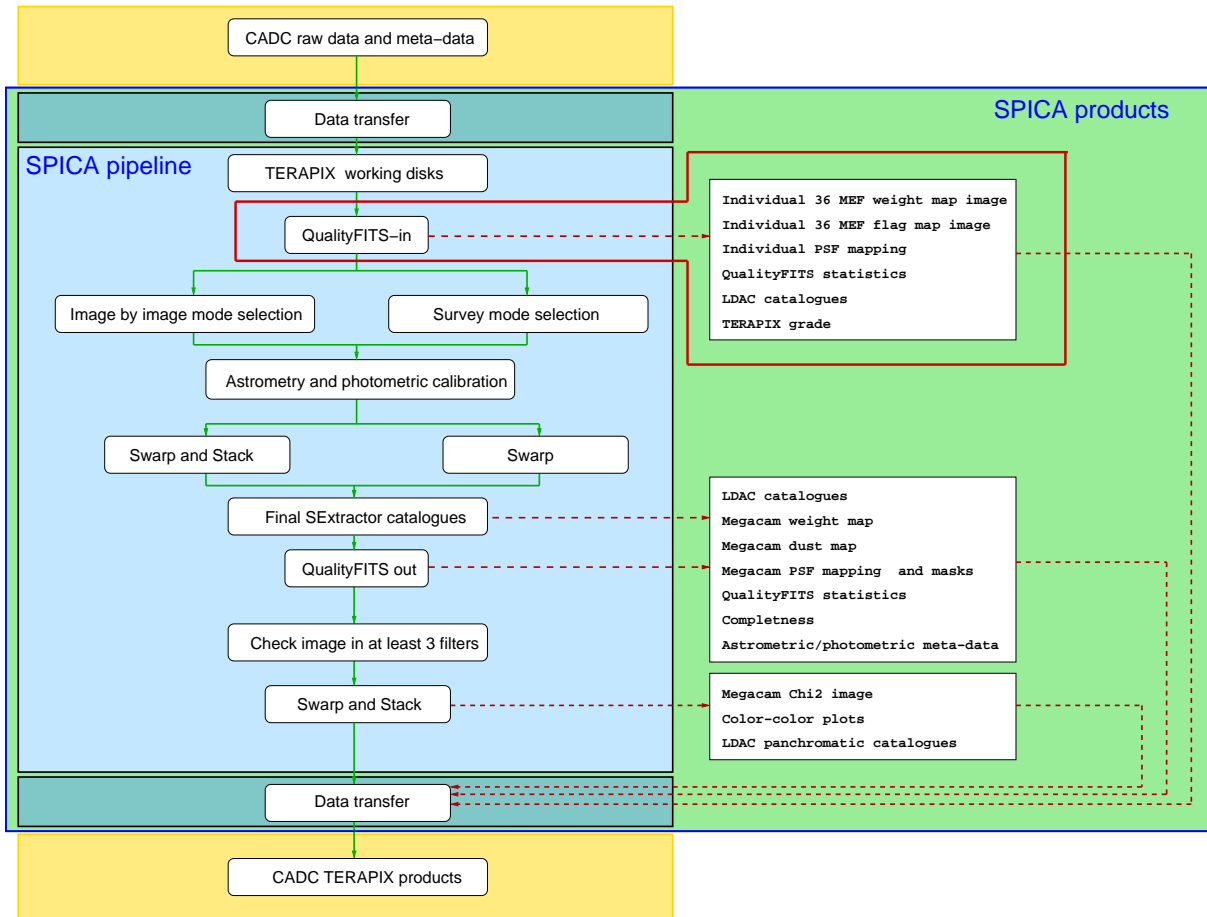 CADC raw data and meta−data
SPICA products
Data transfer
SPICA pipeline
TERAPIX working disks
QualityFITS−in
Individual 36 MEF weight map image
Individual 36 MEF flag map image
Individual PSF mapping
QualityFITS statistics
LDAC catalogues
TERAPIX grade
Image by image mode selection
Survey mode selection
Astrometry and photometric calibration
Swarp and Stack
Swarp
Final SExtractor catalogues
QualityFITS out
LDAC catalogues
Megacam weight map
Megacam dust map
Megacam PSF mapping and masks
QualityFITS statistics
Completness
Astrometric/photometric meta-data
Check image in at least 3 filters
Swarp and Stack
Megacam Chi2 image
Color-color plots
LDAC panchromatic catalogues
Data transfer
CADC TERAPIX products